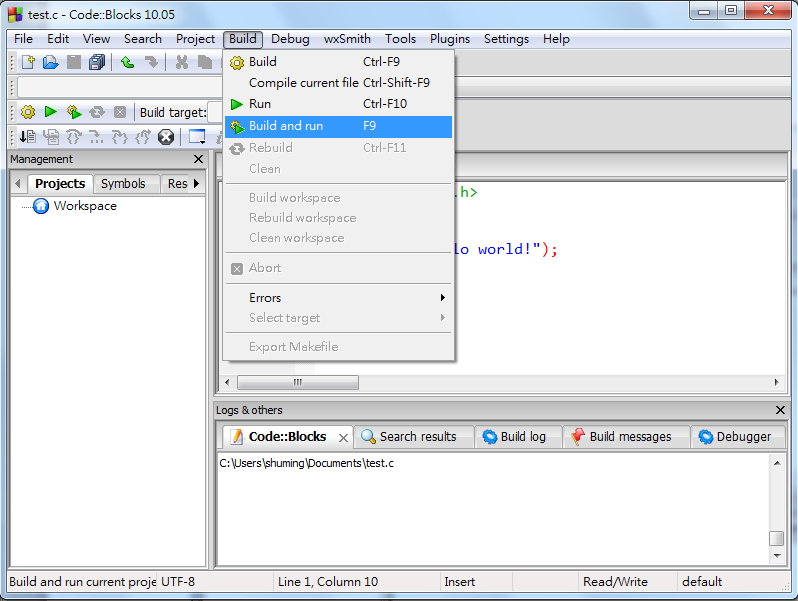 test.c - Code::Blocks 10.05
File Edit View Search Project Build Debug wxSmith Tools Plugins Settings Help
Build Ctrl-F9
Compile current file Ctrl-Shift-F9
Run Ctrl-F10
Build and run F9
Rebuild Ctrl-F11
Clean
Build workspace
Rebuild workspace
Clean workspace
Abort
Errors
Select target
Export Makefile
Build target:
Management
Projects Symbols Res
Workspace
.h>
lo world!");
Logs & others
Code::Blocks Search results Build log Build messages Debugger
C:\Users\shuming\Documents\test.c
Build and run current proje UTF-8 Line 1, Column 10 Insert Read/Write default